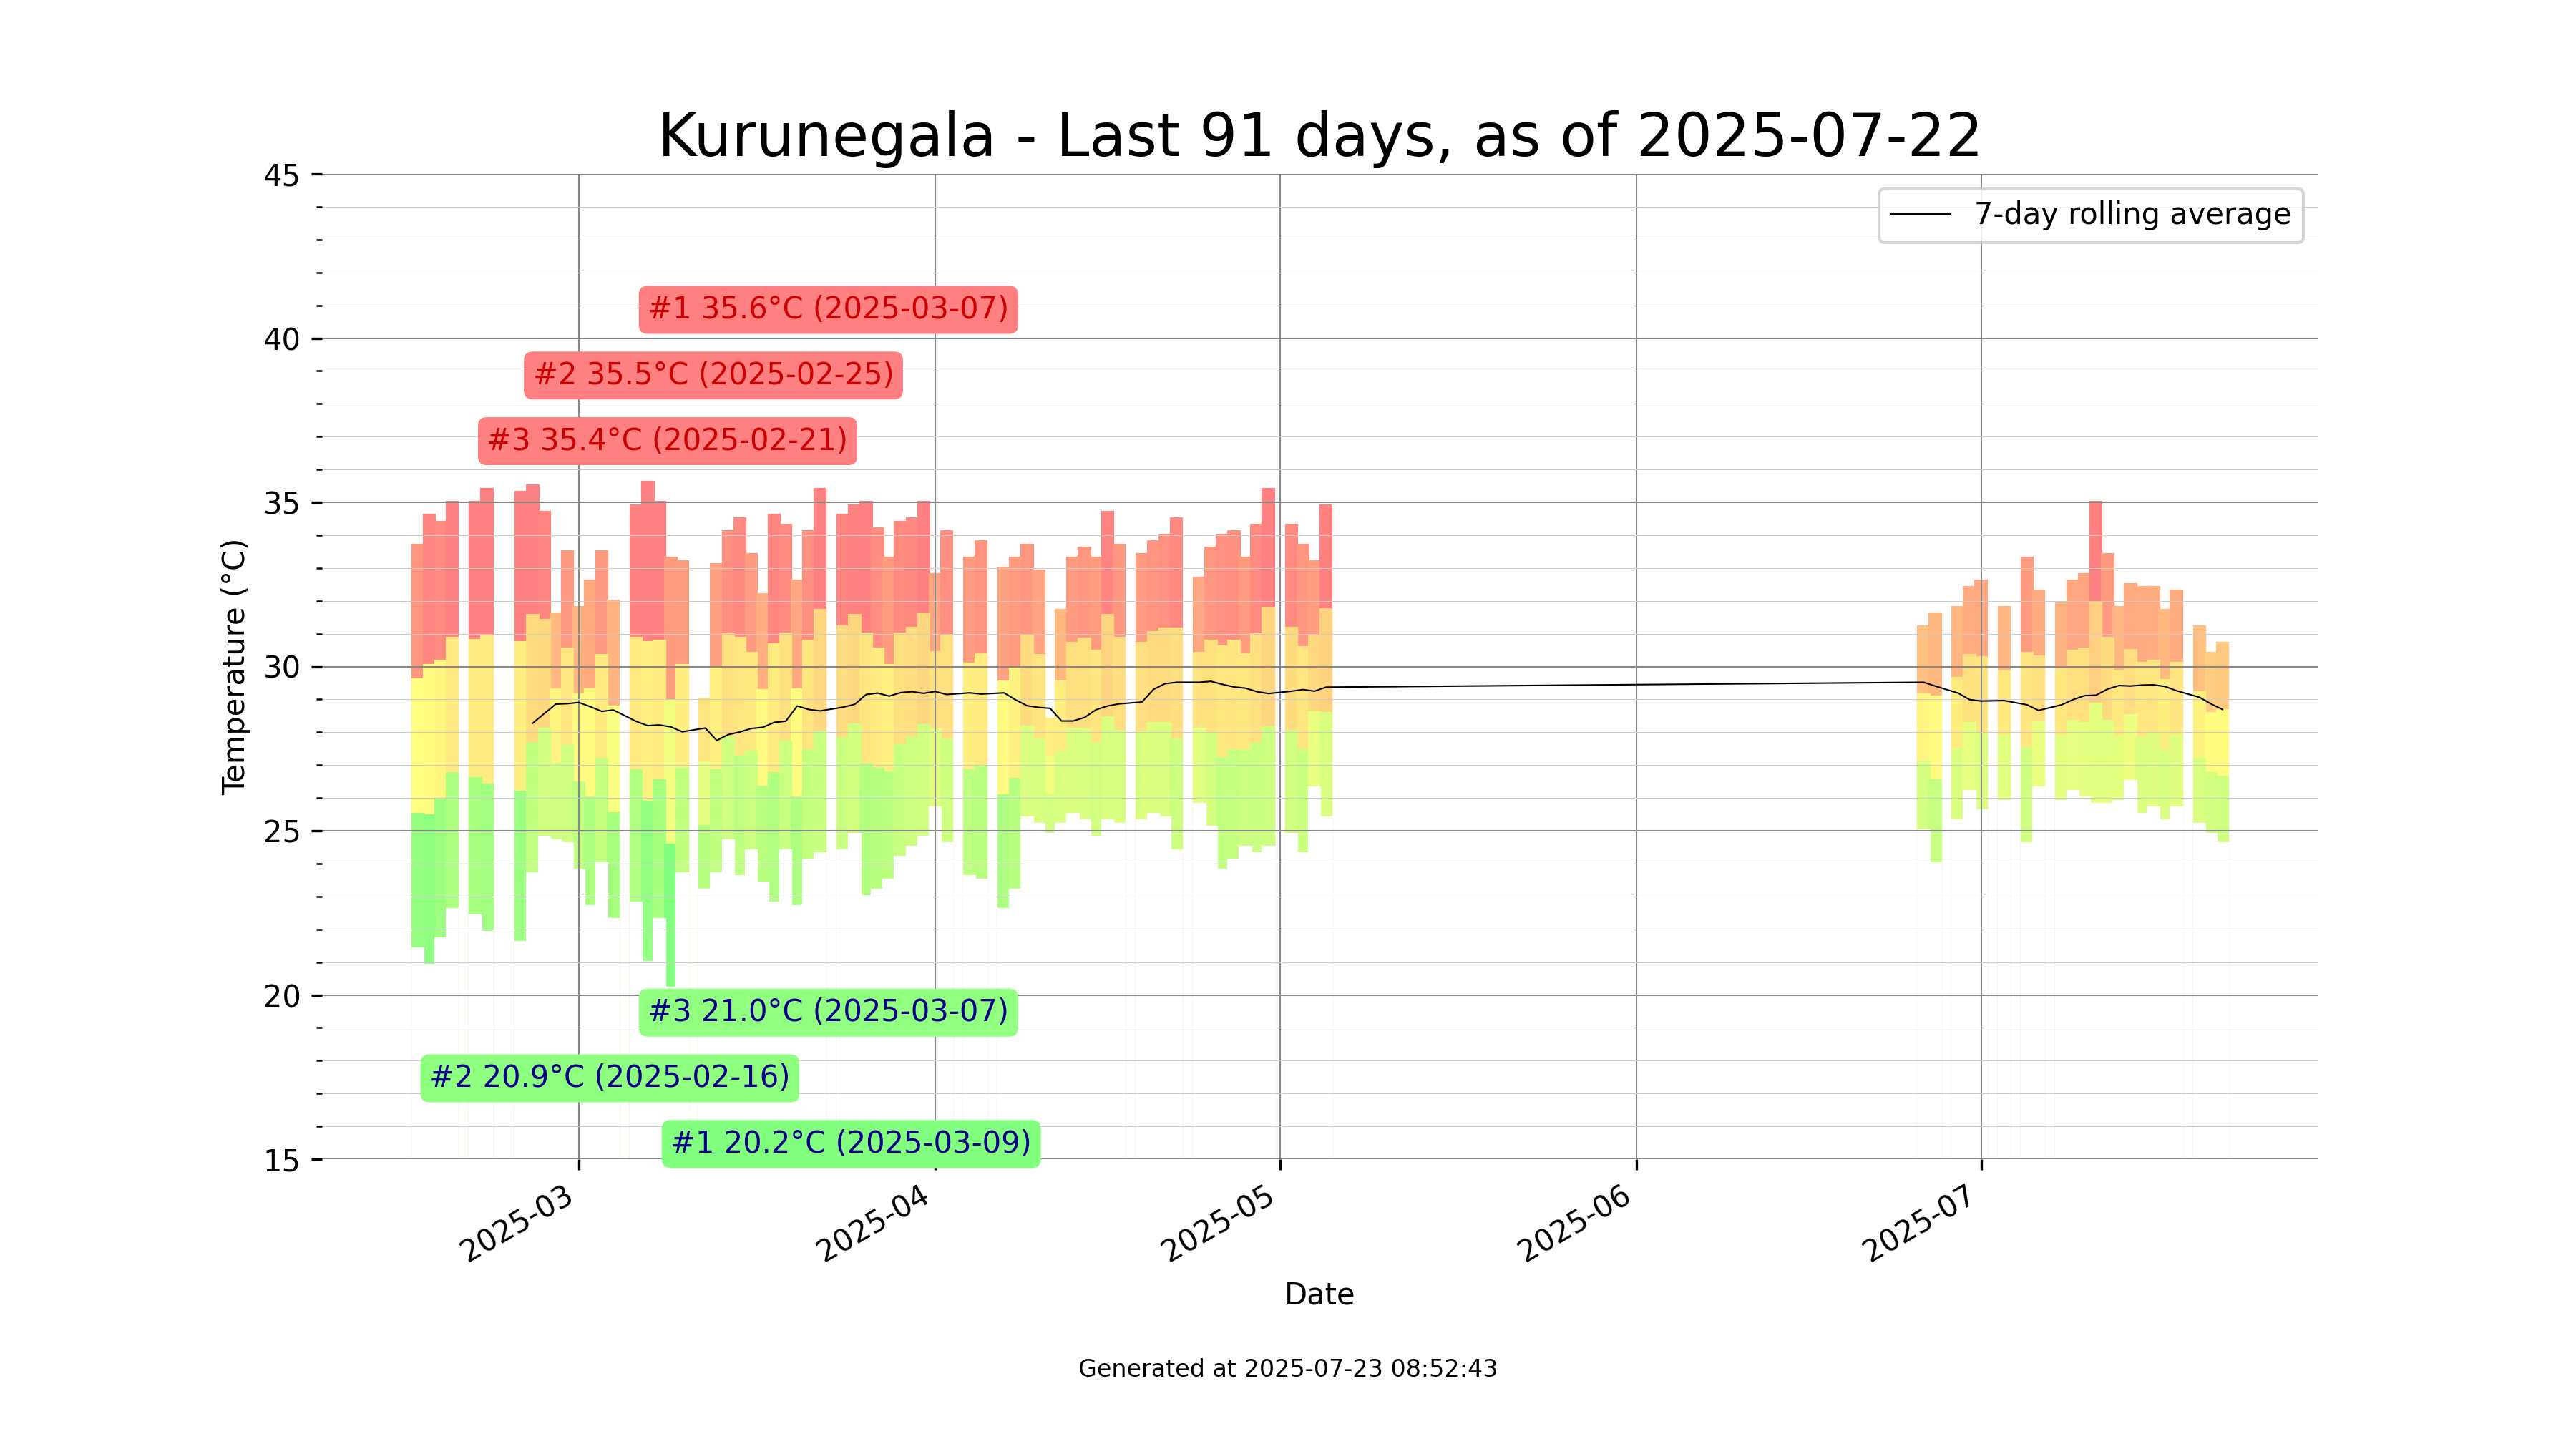 Kurunegala - Last 91 days, as of 2025-07-22
7-day rolling average
#1 35.6°C (2025-03-07)
#2 35.5°C (2025-02-25)
#3 35.4°C (2025-02-21)
#3 21.0°C (2025-03-07)
#2 20.9°C (2025-02-16)
#1 20.2°C (2025-03-09)
Temperature (°C)
45
40
35
30
25
20
15
2025-03
2025-04
2025-05
2025-06
2025-07
Date
Generated at 2025-07-23 08:52:43